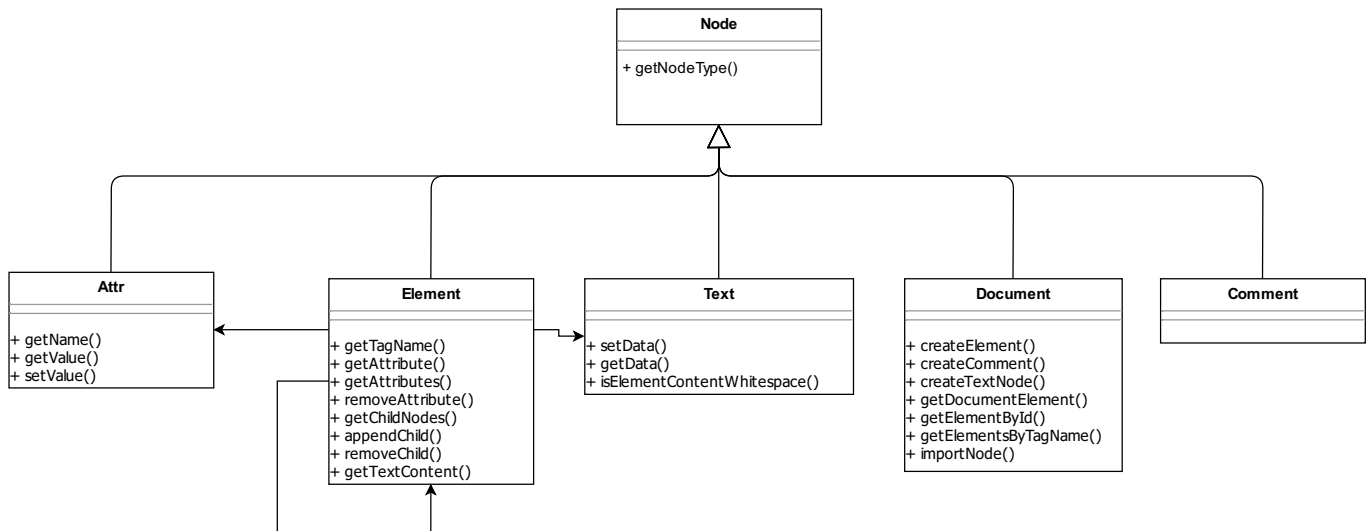 Node
+ getNodeType()
Attr
+ getName()
+ getValue()
+ setValue()
Element
+ getTagName()
+ getAttribute()
+ getAttributes()
+ removeAttribute()
+ getChildNodes()
+ appendChild()
+ removeChild()
+ getTextContent()
Text
+ setData()
+ getData()
+ isElementContentWhitespace()
Document
+ createElement()
+ createComment()
+ createTextNode()
+ getDocumentElement()
+ getElementById()
+ getElementsByTagName()
+ importNode()
Comment